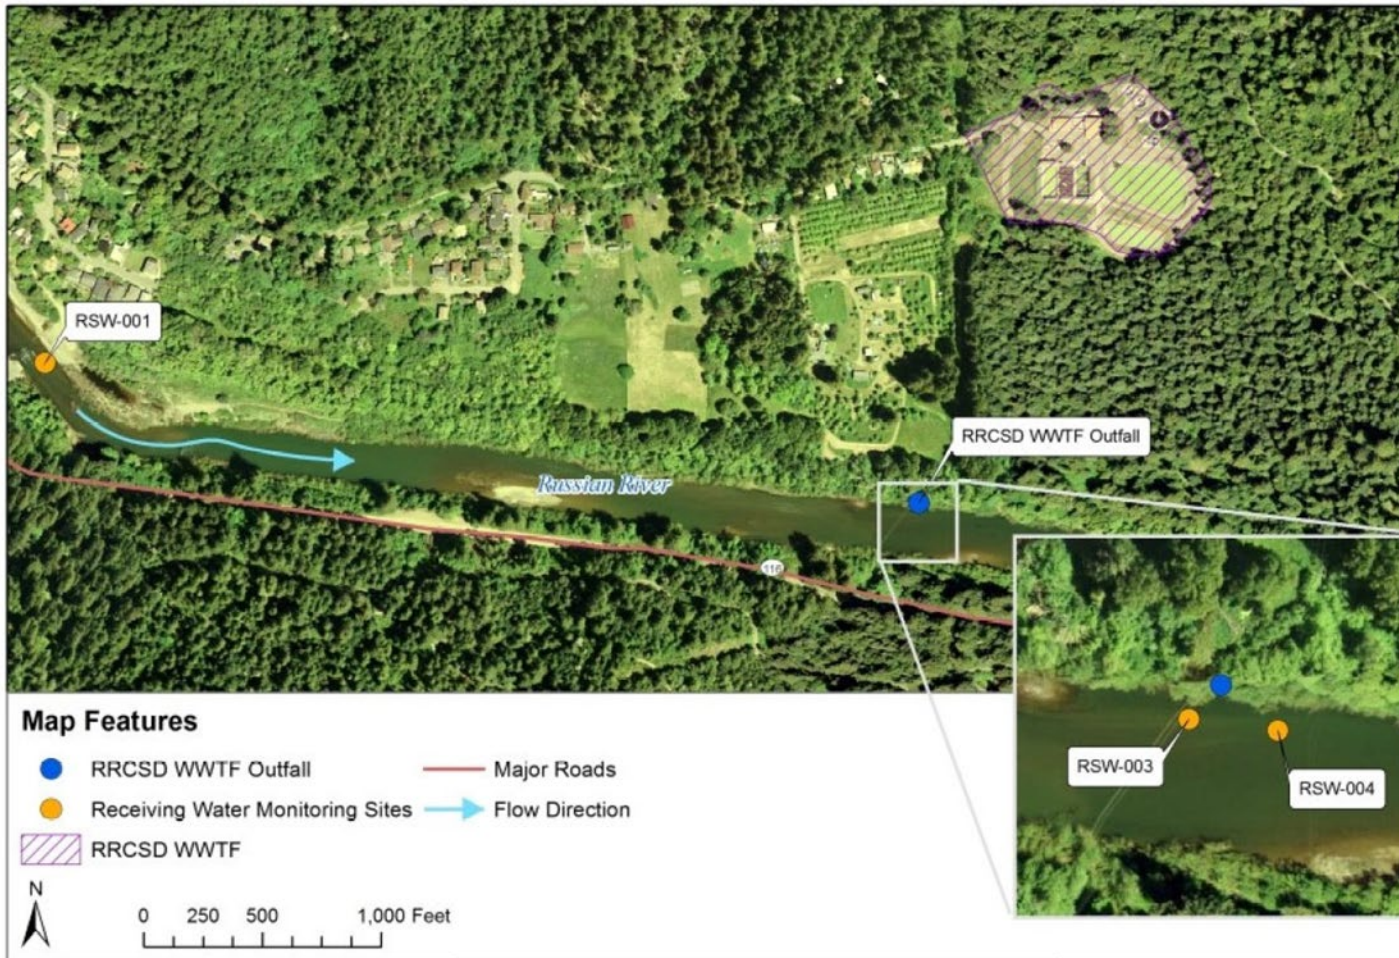 RSW-001
RRCSD WWTF Outfall
Russian River
116
RSW-003
RSW-004
Map Features
RRCSD WWTF Outfall
Major Roads
Receiving Water Monitoring Sites
Flow Direction
RRCSD WWTF
N
0 250 500 1,000 Feet